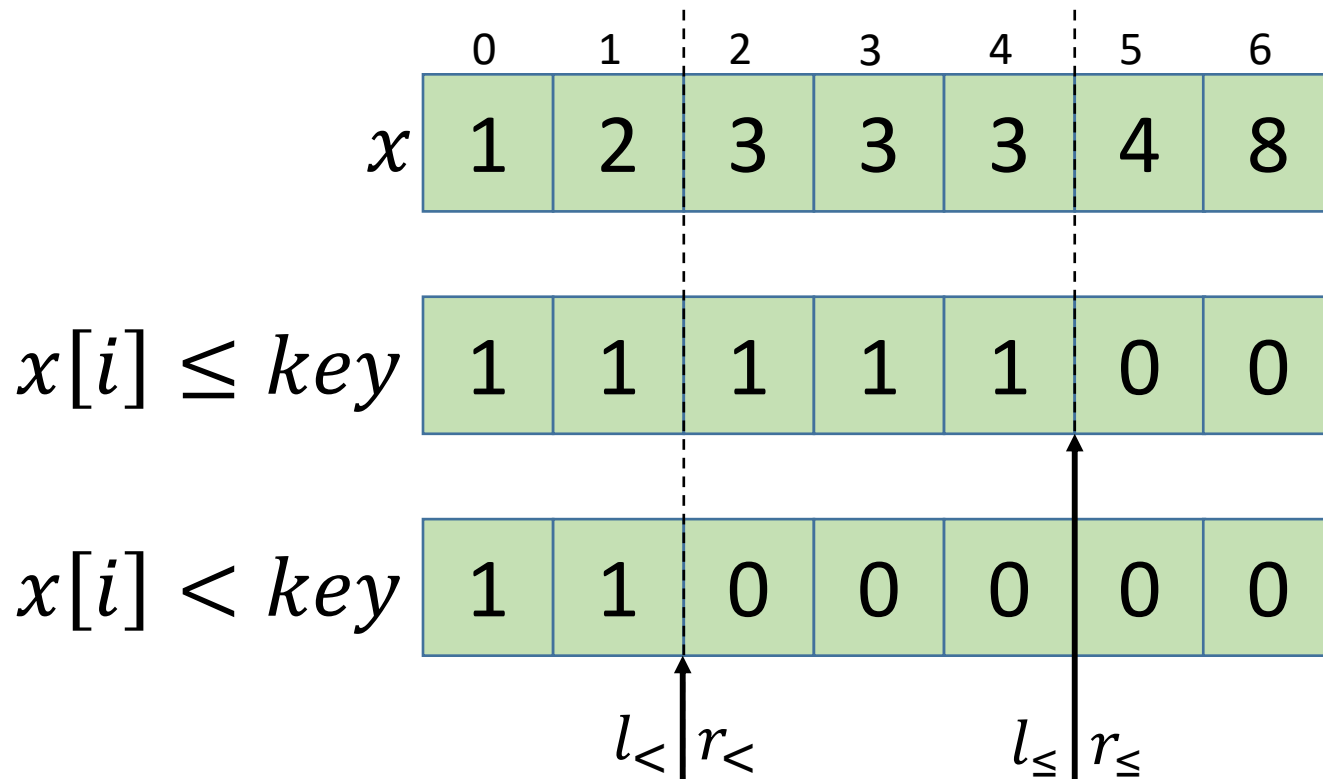 0 1 2 3 4 5 6
x 1 2 3 3 3 4 8
x[i] ≤ key 1 1 1 1 1 0 0
x[i] < key 1 1 0 0 0 0 0
l< r< l≤ r≤